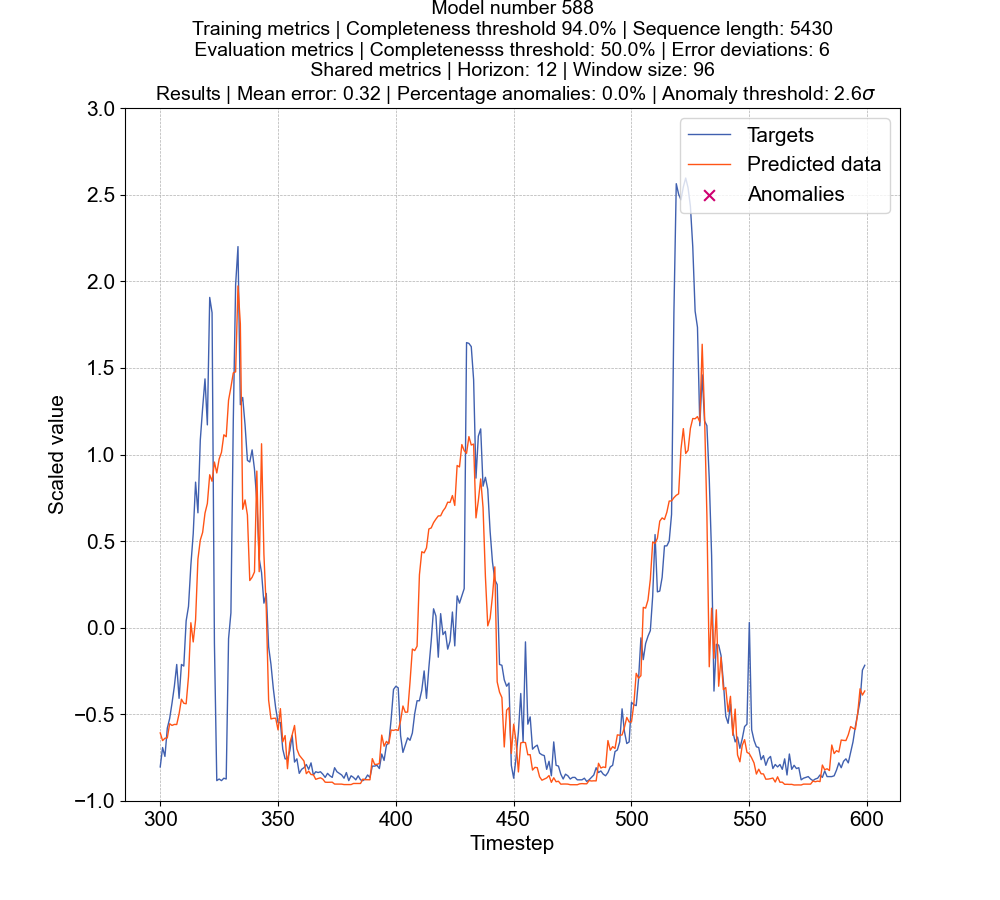 Model number 588
Training metrics | Completeness threshold 94.0% | Sequence length: 5430
Evaluation metrics | Completenesss threshold: 50.0% | Error deviations: 6
Shared metrics | Horizon: 12 | Window size: 96
Results | Mean error: 0.32 | Percentage anomalies: 0.0% | Anomaly threshold: 2.6σ
3.0
2.5
2.0
1.5
1.0
0.5
0.0
−0.5
−1.0
Scaled value
Targets
Predicted data
Anomalies
300
350
400
450
500
550
600
Timestep